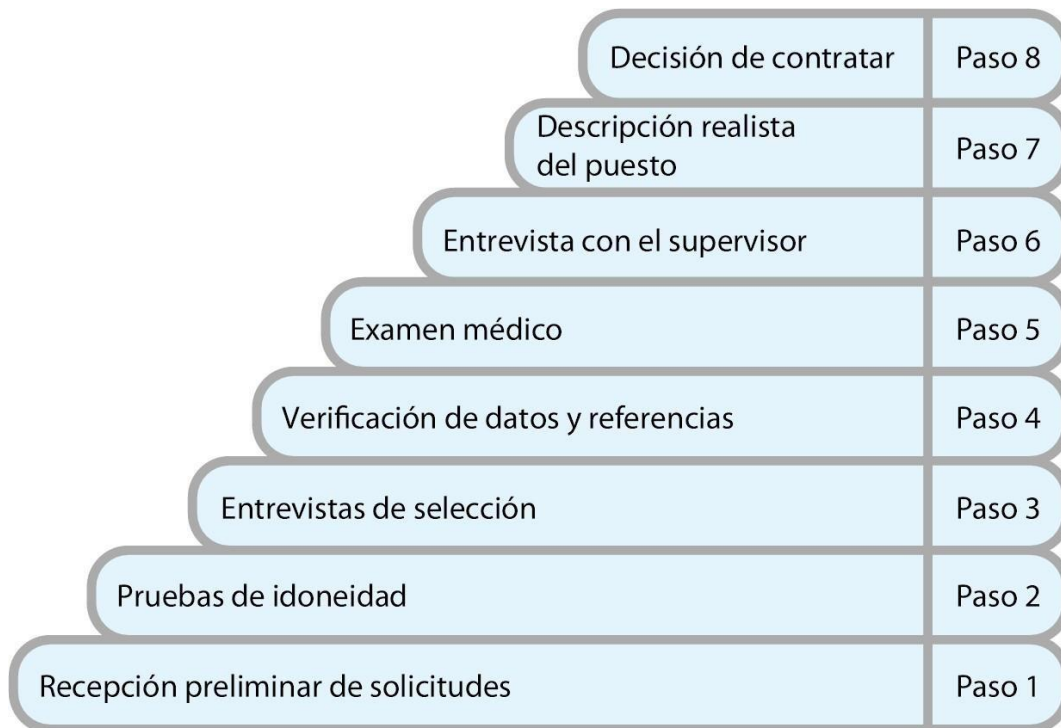 Decisión de contratar Paso 8
Descripción realista
del puesto Paso 7
Entrevista con el supervisor Paso 6
Examen médico Paso 5
Verificación de datos y referencias Paso 4
Entrevistas de selección Paso 3
Pruebas de idoneidad Paso 2
Recepción preliminar de solicitudes Paso 1